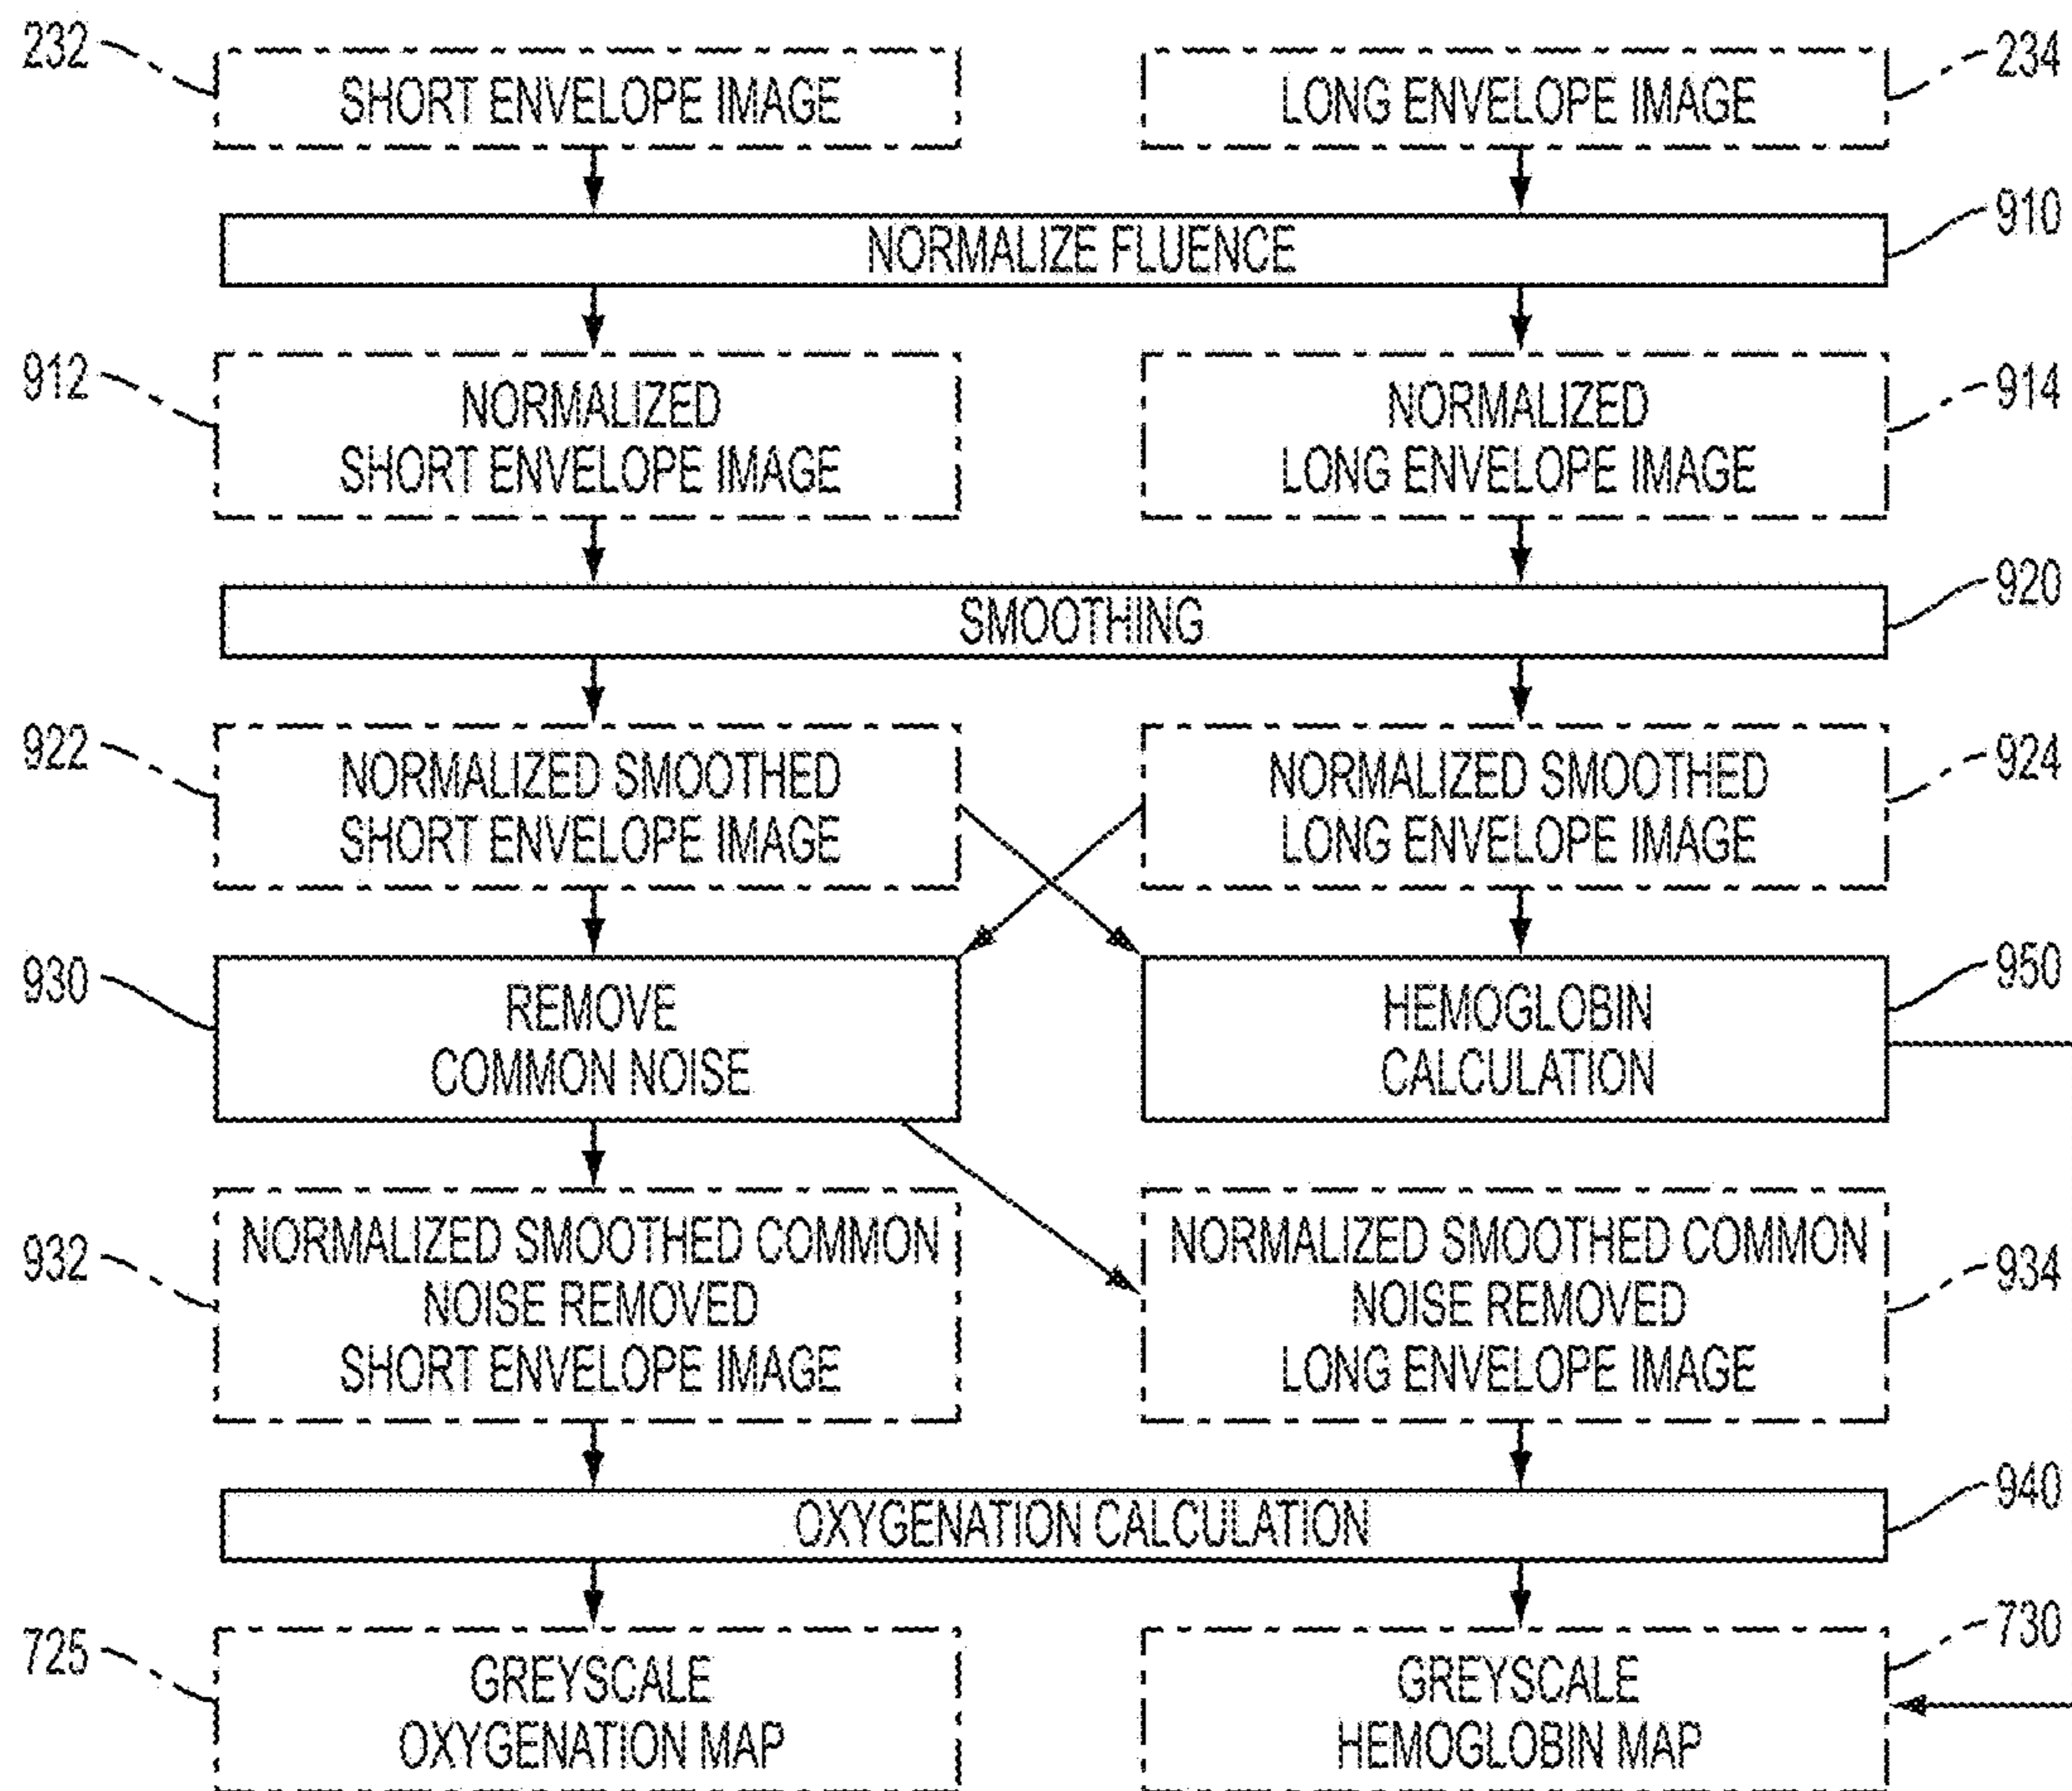 232
SHORT ENVELOPE IMAGE
LONG ENVELOPE IMAGE
234
NORMALIZE FLUENCE
910
912
NORMALIZED
SHORT ENVELOPE IMAGE
NORMALIZED
LONG ENVELOPE IMAGE
914
SMOOTHING
920
922
NORMALIZED SMOOTHED
SHORT ENVELOPE IMAGE
NORMALIZED SMOOTHED
LONG ENVELOPE IMAGE
924
930
REMOVE
COMMON NOISE
HEMOGLOBIN
CALCULATION
950
932
NORMALIZED SMOOTHED COMMON
NOISE REMOVED
SHORT ENVELOPE IMAGE
NORMALIZED SMOOTHED COMMON
NOISE REMOVED
LONG ENVELOPE IMAGE
934
OXYGENATION CALCULATION
940
725
GREYSCALE
OXYGENATION MAP
GREYSCALE
HEMOGLOBIN MAP
730